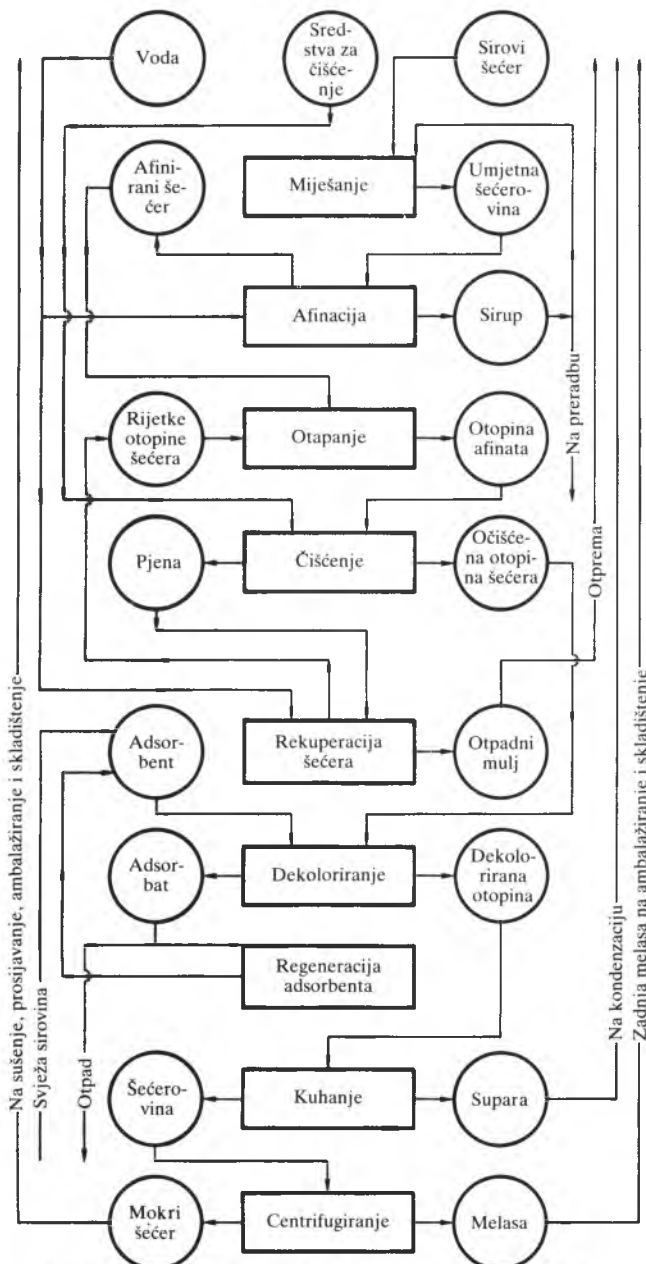 Voda
Sred-
stva za
čišće-
nje
Sirovi
šećer
Afini-
rani še-
ćer
Miješanje
Umjetna
šećero-
vina
Afinacija
Sirup
Na preradbu
Rijetke
otopine
šećera
Otapanje
Otopina
afinata
Pjena
Čišćenje
Očišće-
na otopi-
na šećera
Otprema
Adsor-
bent
Rekuperacija
šećera
Otpadni
mulj
Adsor-
bat
Dekoloriranje
Dekolo-
rirana
otopina
Regeneracija
adsorbenta
Na sušenje, prosijavanje, ambalažiranje i skladištenje
Svježa sirovina
Otpad
Na kondenzaciju
Zadnja melasa na ambalažiranje i skladištenje
Šećero-
vina
Kuhanje
Supara
Mokri
šećer
Centrifugiranje
Melasa